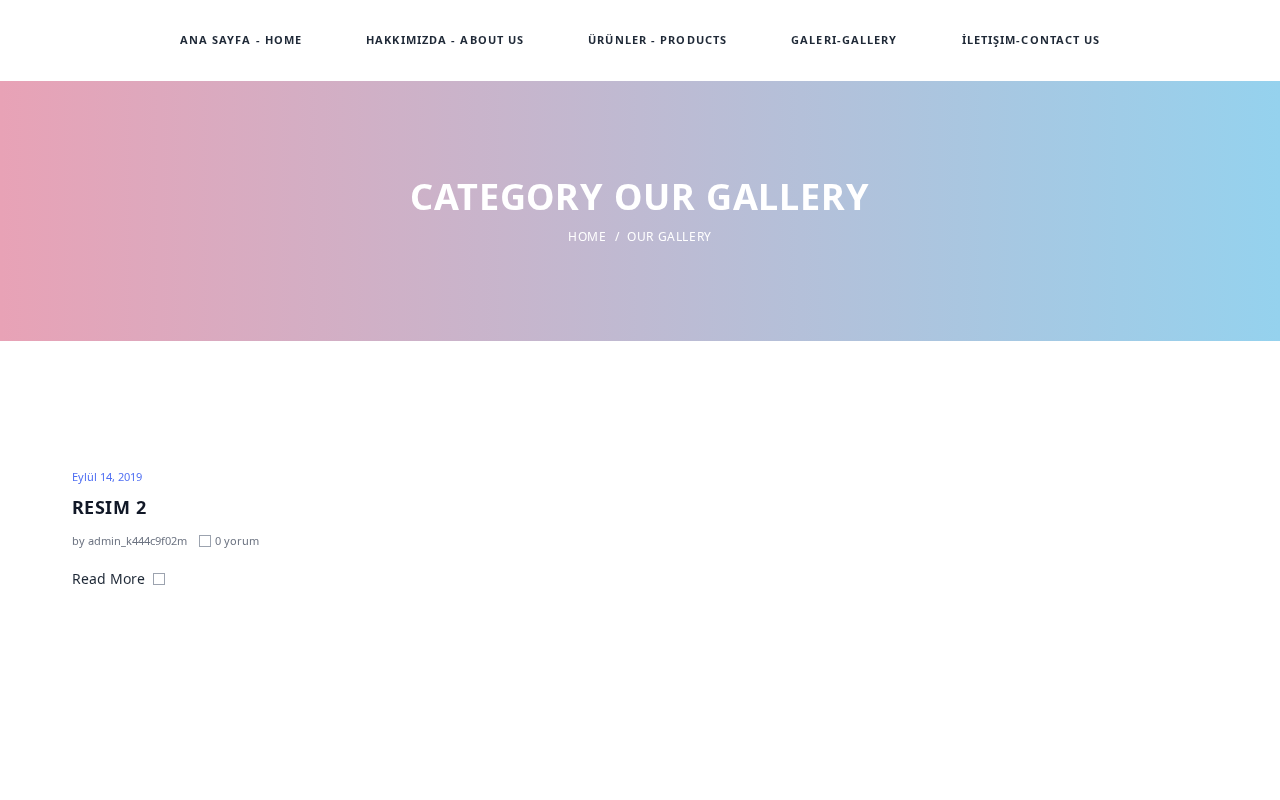 ANA SAYFA - HOME HAKKIMIZDA - ABOUT US ÜRÜNLER - PRODUCTS GALERI-GALLERY İLETIŞIM-CONTACT US
CATEGORY OUR GALLERY
HOME / OUR GALLERY
Eylül 14, 2019
RESIM 2
by admin_k444c9f02m 0 yorum
Read More